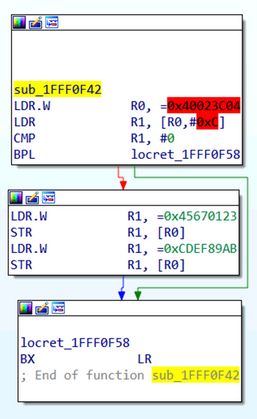 sub_1FFF0F42
LDR.W R0, =0x40023C04
LDR R1, [R0,#0xC]
CMP R1, #0
BPL locret_1FFF0F58
LDR.W R1, =0x45670123
STR R1, [R0]
LDR.W R1, =0xCDEF89AB
STR R1, [R0]
locret_1FFF0F58
BX LR
; End of function sub_1FFF0F42